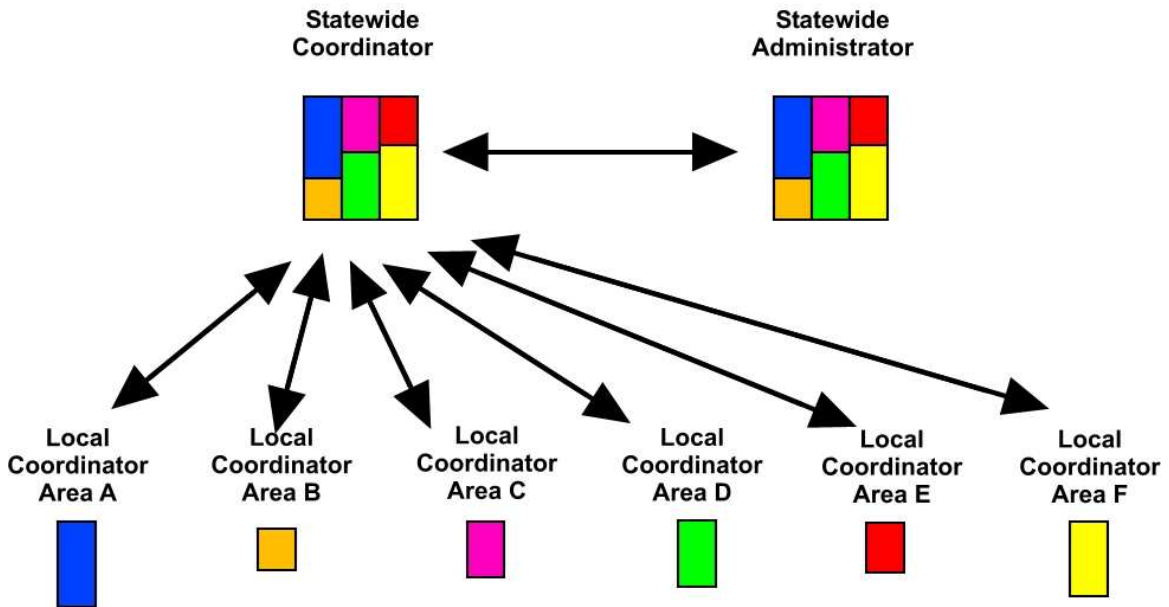 Statewide
Coordinator
Statewide
Administrator
Local
Coordinator
Area A
Local
Coordinator
Area B
Local
Coordinator
Area C
Local
Coordinator
Area D
Local
Coordinator
Area E
Local
Coordinator
Area F